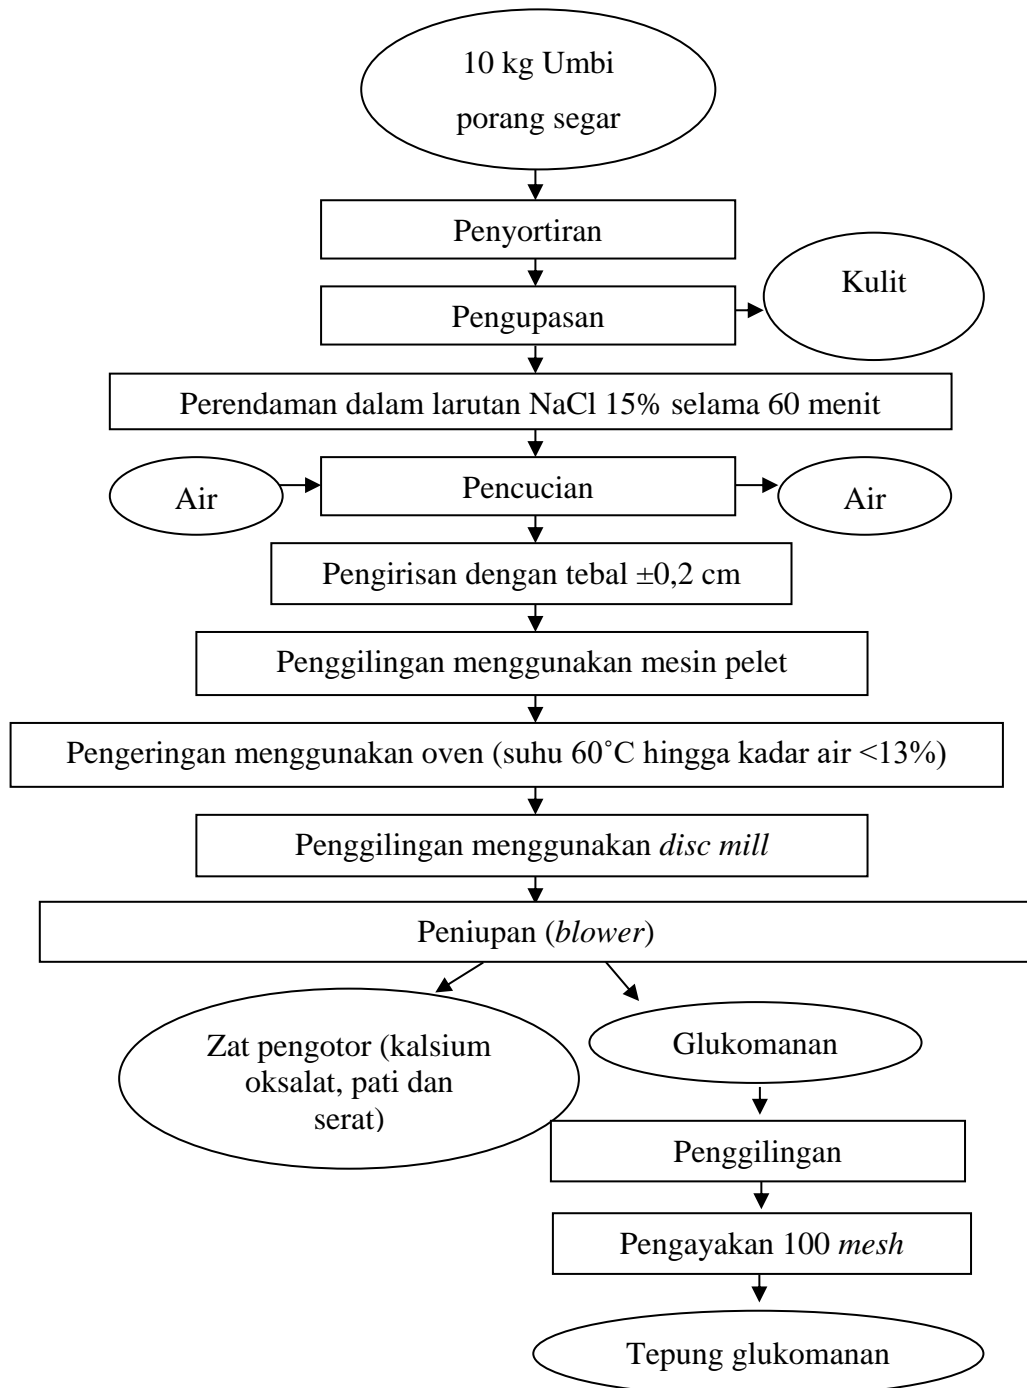 10 kg Umbi
porang segar
Penyortiran
Kulit
Pengupasan
Perendaman dalam larutan NaCl 15% selama 60 menit
Air
Pencucian
Air
Pengirisan dengan tebal ±0,2 cm
Penggilingan menggunakan mesin pelet
Pengeringan menggunakan oven (suhu 60˚C hingga kadar air <13%)
Penggilingan menggunakan disc mill
Peniupan (blower)
Zat pengotor (kalsium
oksalat, pati dan
serat)
Glukomanan
Penggilingan
Pengayakan 100 mesh
Tepung glukomanan